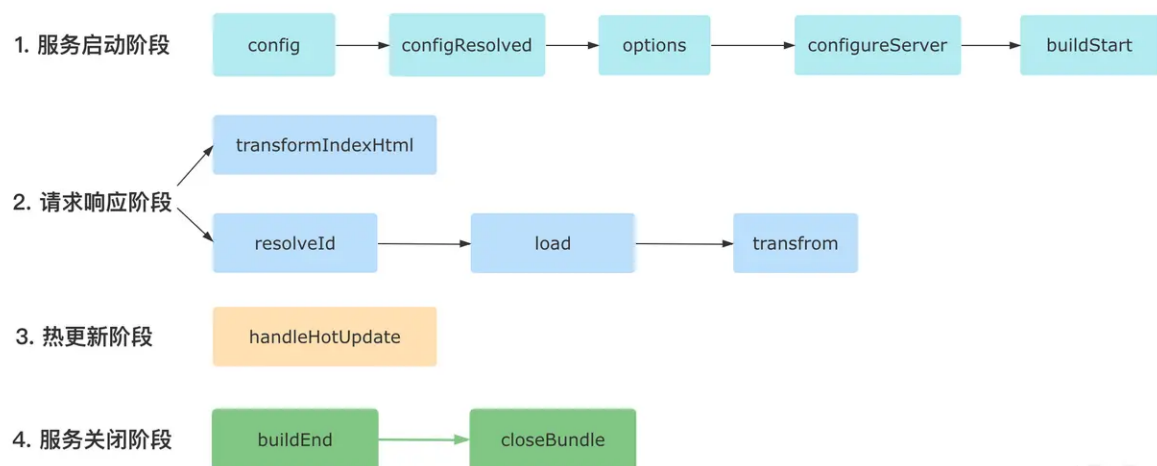 1. 服务启动阶段 config configResolved options configureServer buildStart
transformIndexHtml
2. 请求响应阶段
resolveId load transfrom
3. 热更新阶段 handleHotUpdate
4. 服务关闭阶段 buildEnd closeBundle